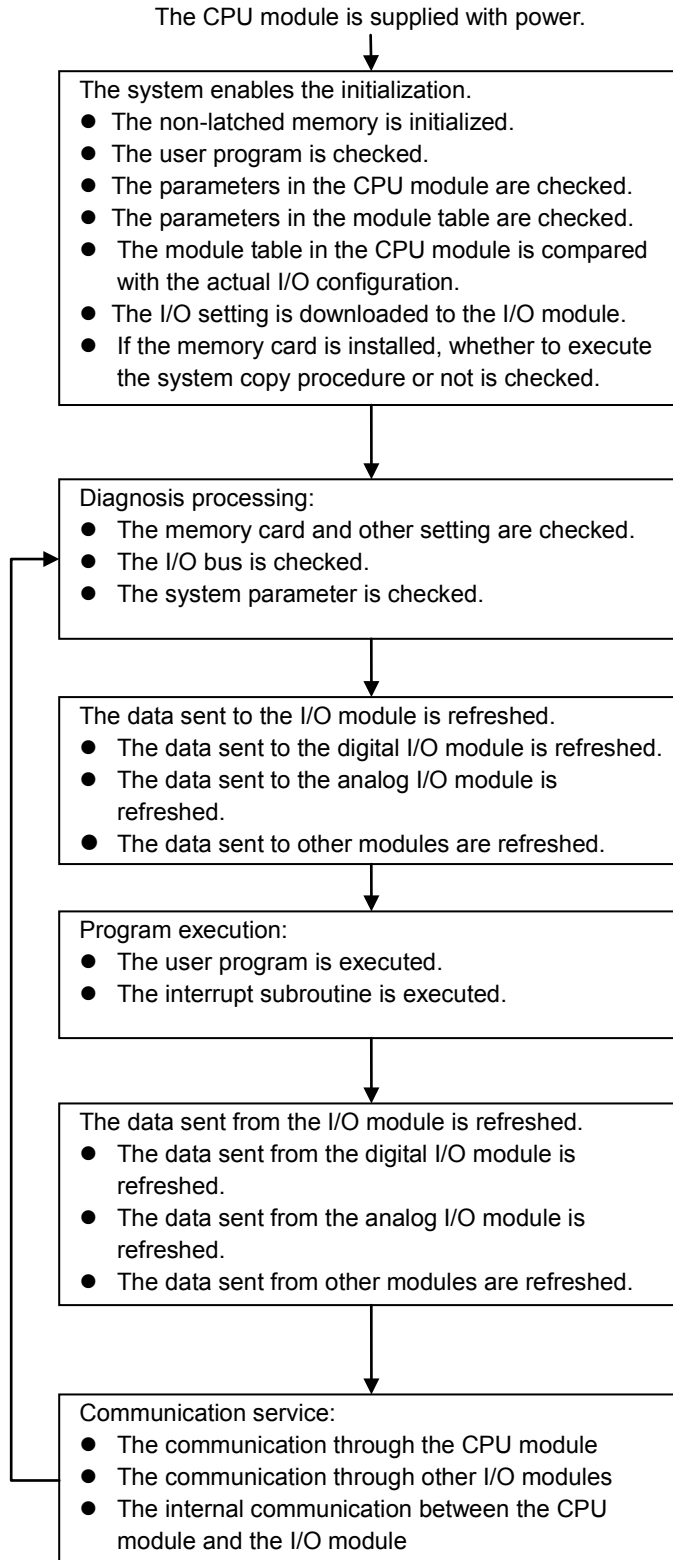 The CPU module is supplied with power.
The system enables the initialization.
● The non-latched memory is initialized.
● The user program is checked.
● The parameters in the CPU module are checked.
● The parameters in the module table are checked.
● The module table in the CPU module is compared
with the actual I/O configuration.
● The I/O setting is downloaded to the I/O module.
● If the memory card is installed, whether to execute
the system copy procedure or not is checked.
Diagnosis processing:
● The memory card and other setting are checked.
● The I/O bus is checked.
● The system parameter is checked.
The data sent to the I/O module is refreshed.
● The data sent to the digital I/O module is refreshed.
● The data sent to the analog I/O module is
refreshed.
● The data sent to other modules are refreshed.
Program execution:
● The user program is executed.
● The interrupt subroutine is executed.
The data sent from the I/O module is refreshed.
● The data sent from the digital I/O module is
refreshed.
● The data sent from the analog I/O module is
refreshed.
● The data sent from other modules are refreshed.
Communication service:
● The communication through the CPU module
● The communication through other I/O modules
● The internal communication between the CPU
module and the I/O module